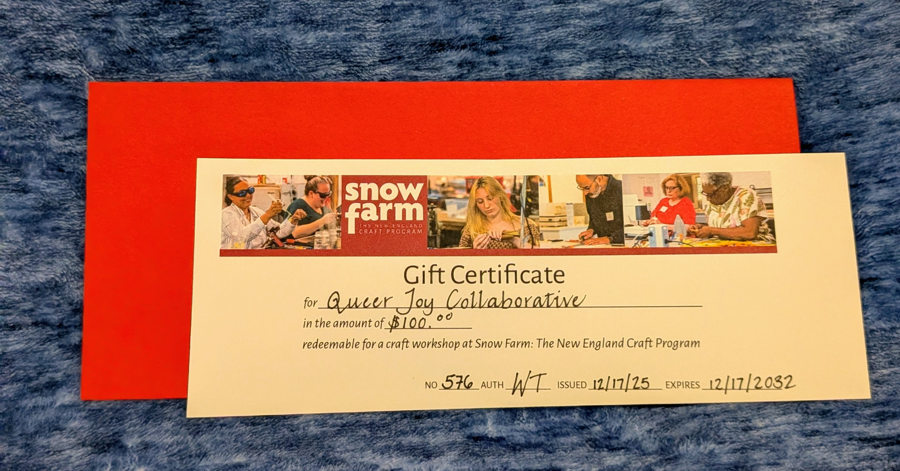 snow
farm
THE NEW ENGLAND
CRAFT PROGRAM
Gift Certificate
for Queer Joy Collaborative
in the amount of $100.00
redeemable for a craft workshop at Snow Farm: The New England Craft Program
NO 576 AUTH WT ISSUED 12/17/25 EXPIRES 12/17/2032